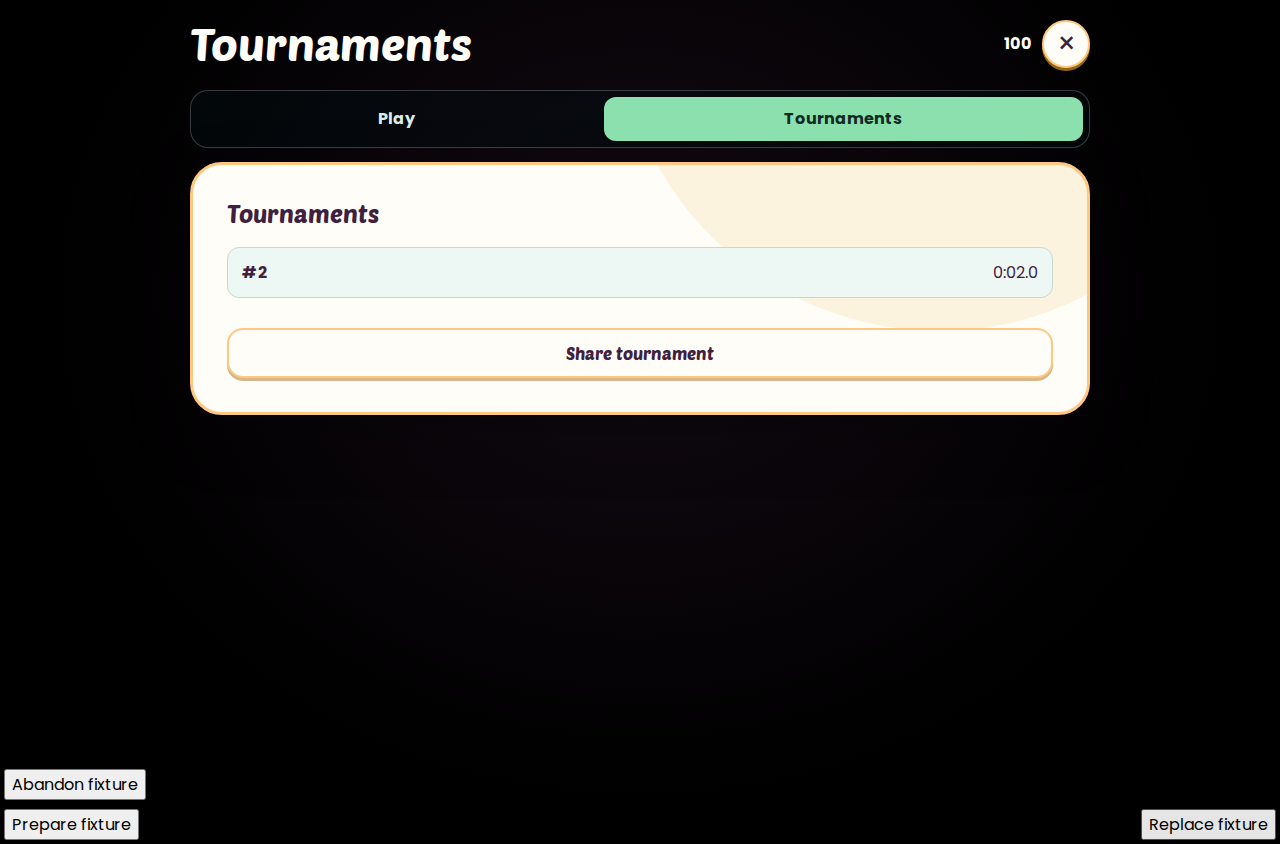 Tournaments
100 ×
Play Tournaments
Tournaments
#2 0:02.0
Share tournament
Abandon fixture
Prepare fixture Replace fixture